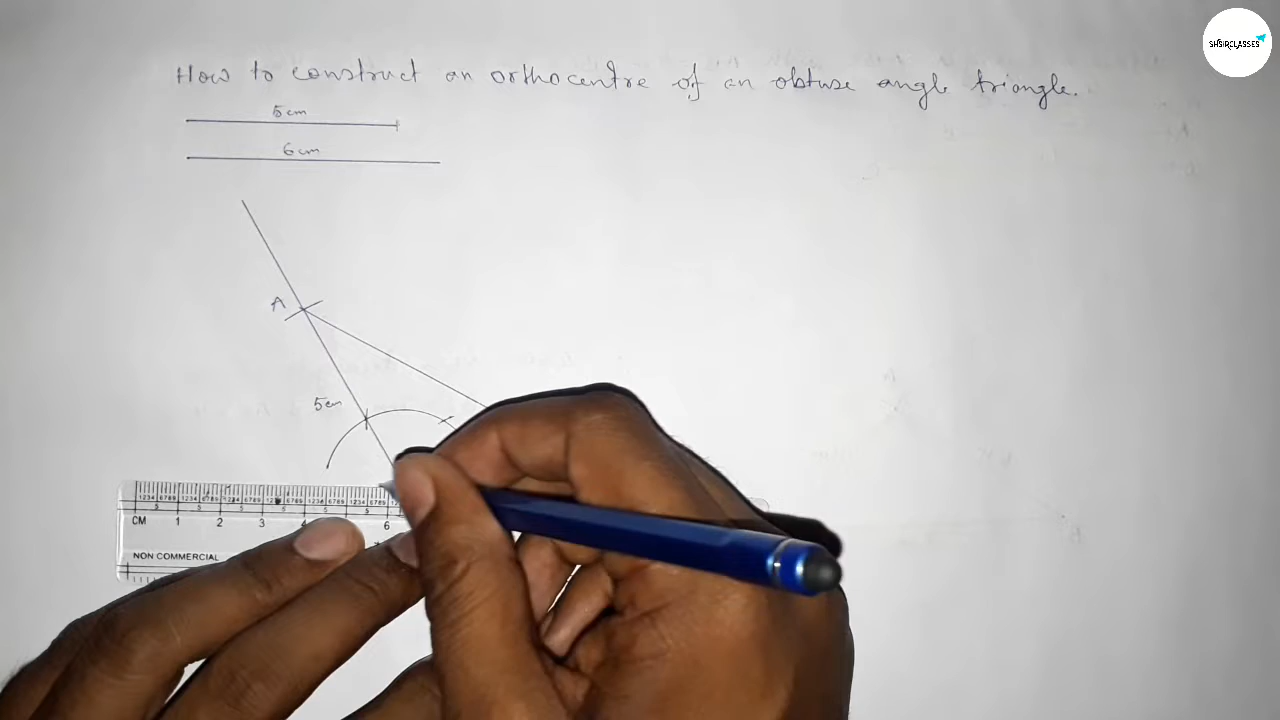 SHSIRCLASSES
How to construct an orthocentre of an obtuse angle triangle.
5cm
6cm
A
5cm
CM 1 2 3 4 6
NON COMMERCIAL